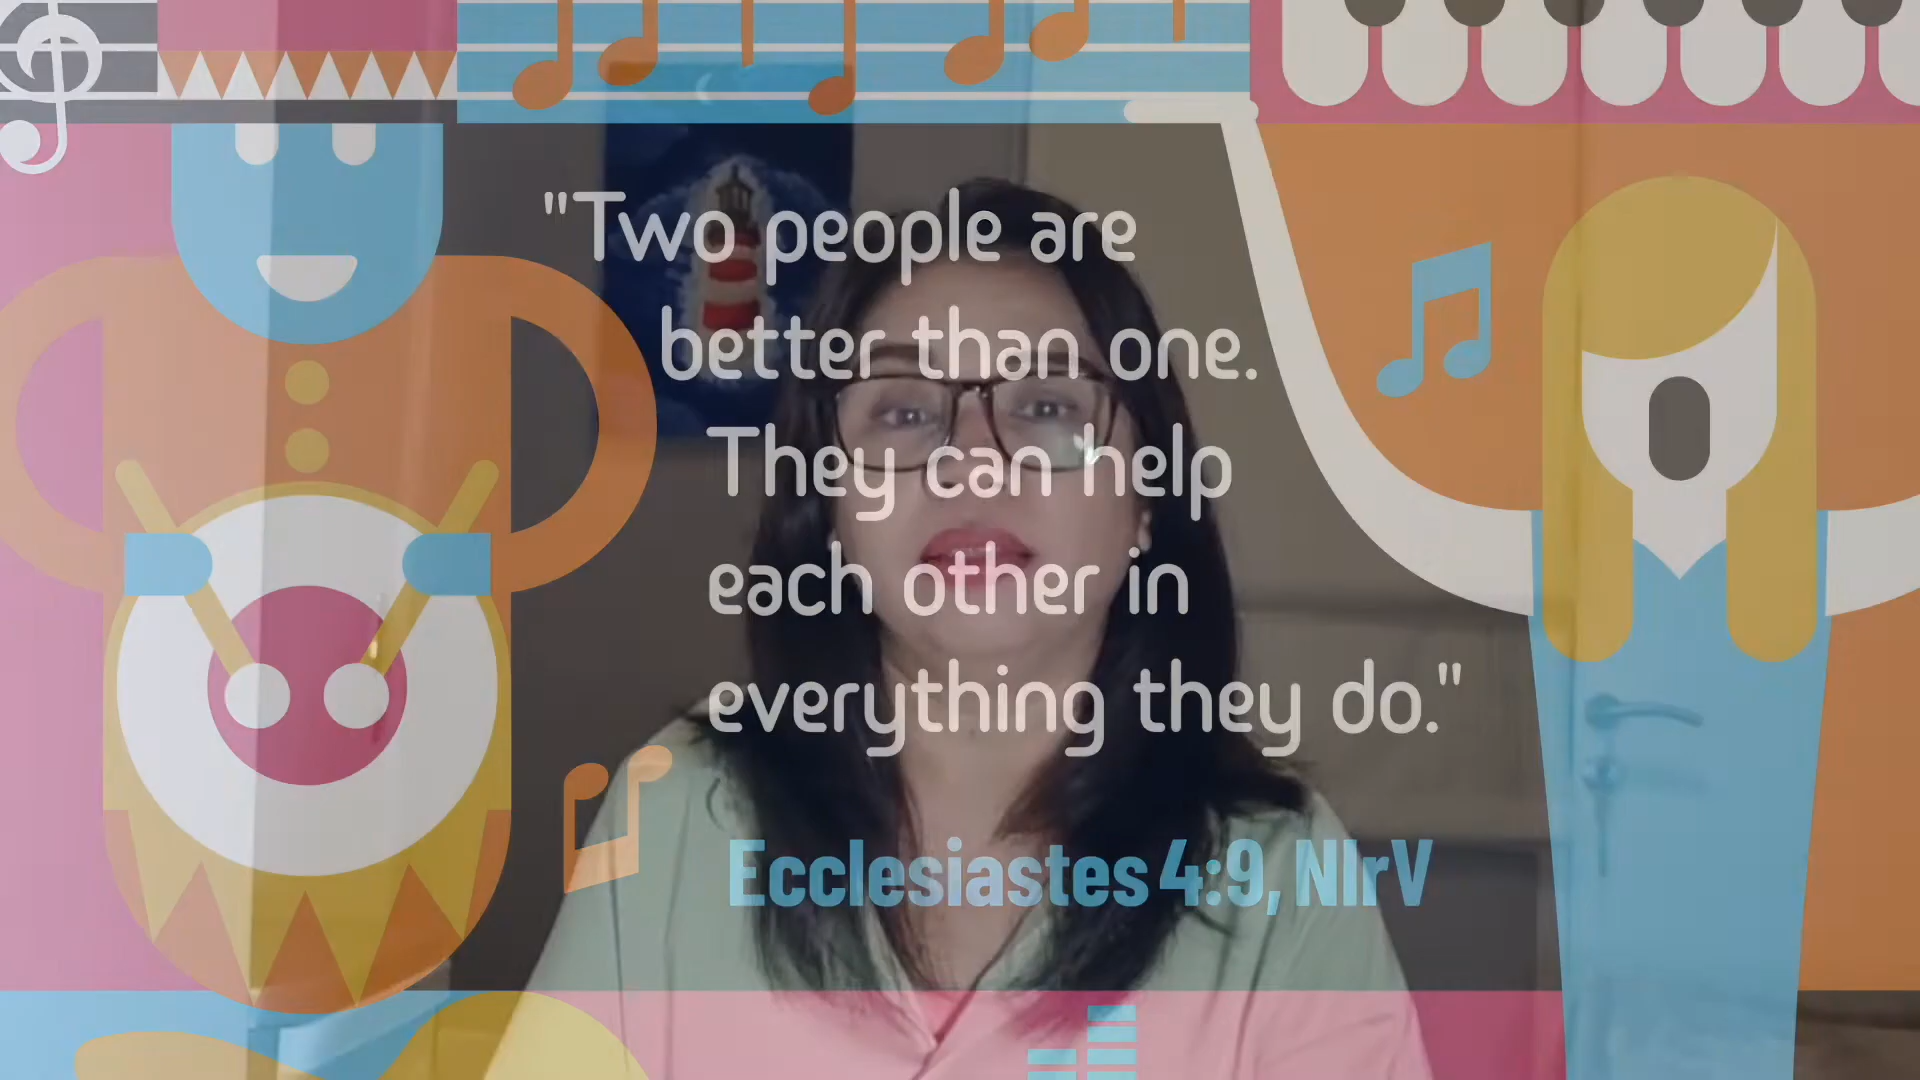 "Two people are
better than one.
They can help
each other in
everything they do."
Ecclesiastes 4:9, NIrV